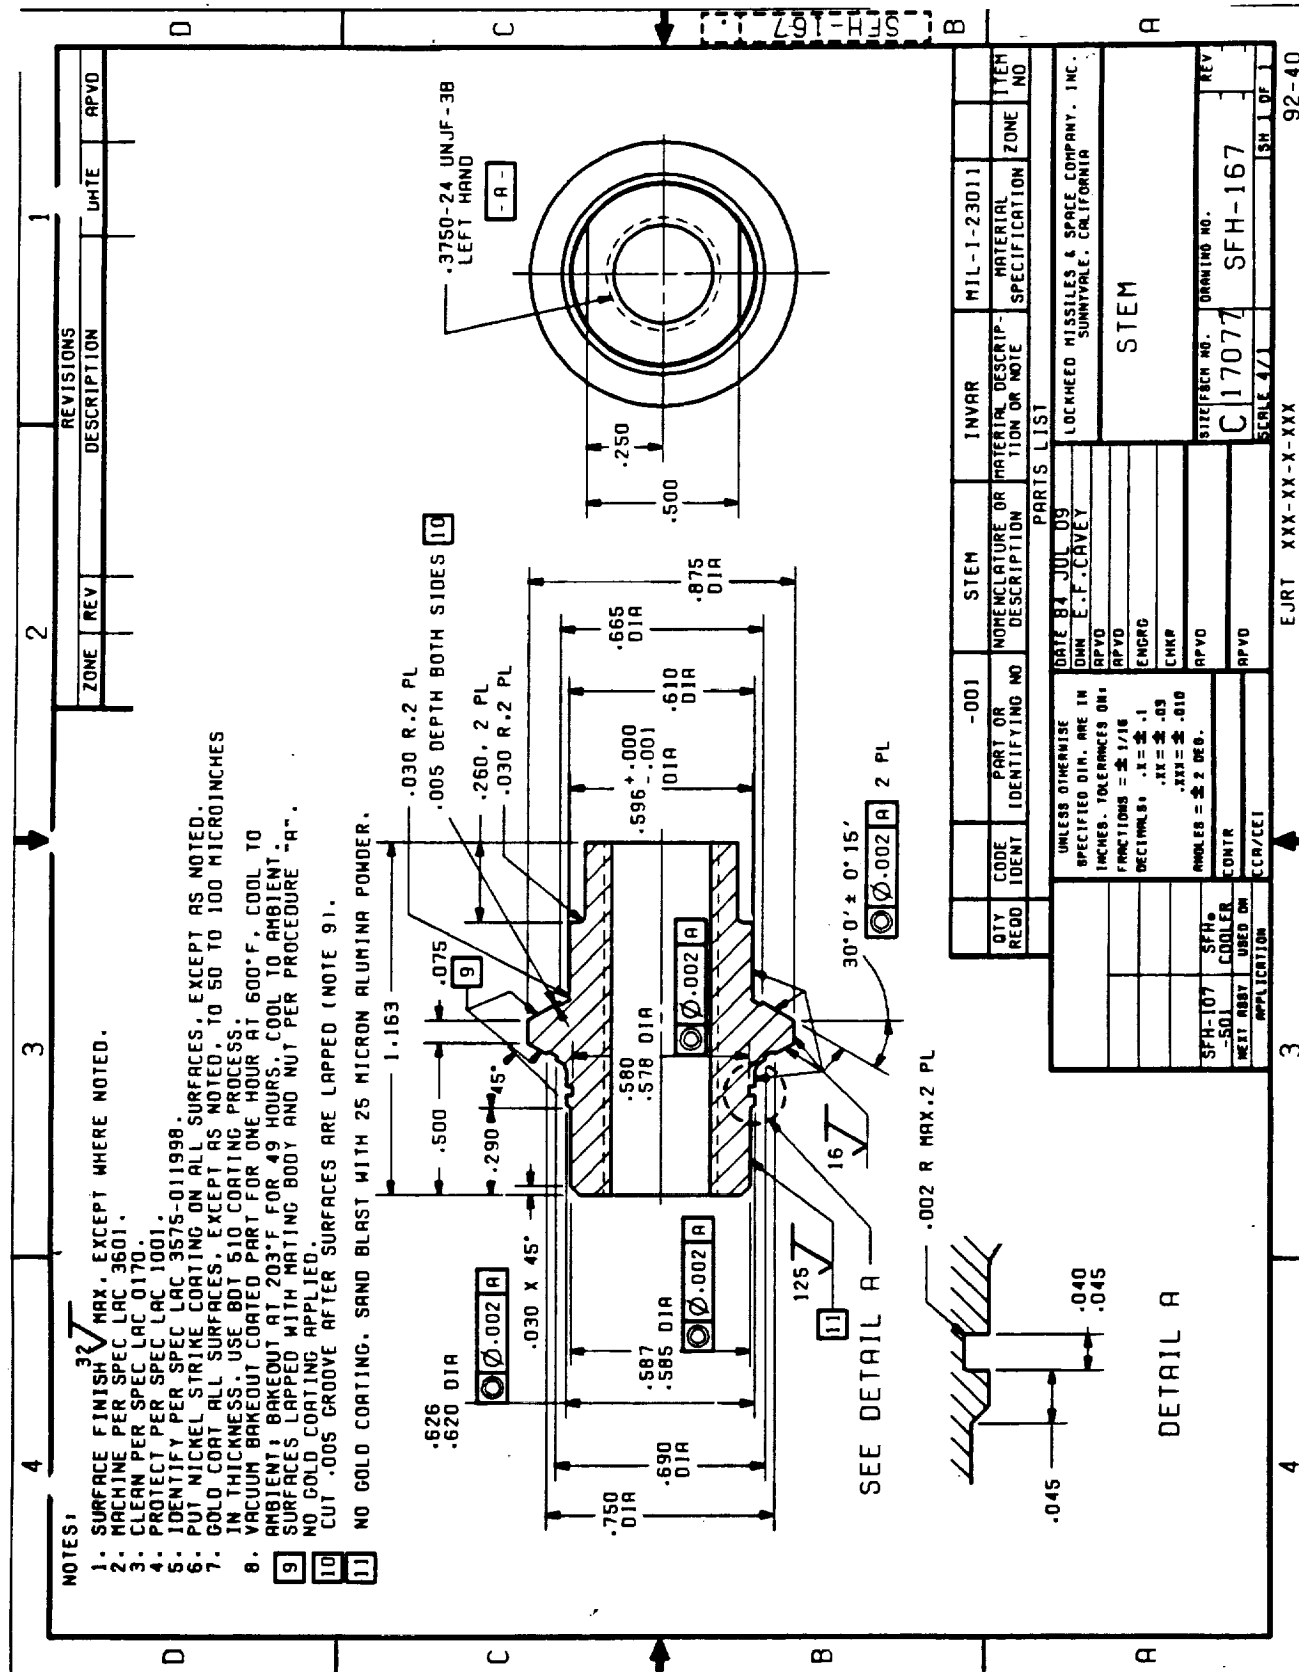 4
3
2
1
D
C
B
A
SFH-167
REVISIONS
ZONE REV DESCRIPTION DATE APVD
NOTES:
1. SURFACE FINISH 32 MAX. EXCEPT WHERE NOTED.
2. MACHINE PER SPEC LAC 3601.
3. CLEAN PER SPEC LAC 0170.
4. PROTECT PER SPEC LAC 1001.
5. IDENTIFY PER SPEC LAC 3575-011998.
6. PUT NICKEL STRIKE COATING ON ALL SURFACES, EXCEPT AS NOTED.
7. GOLD COAT ALL SURFACES, EXCEPT AS NOTED, TO 50 TO 100 MICROINCHES
IN THICKNESS. USE BDT 510 COATING PROCESS.
8. VACUUM BAKEOUT COATED PART FOR ONE HOUR AT 600°F, COOL TO
AMBIENT; BAKEOUT AT 203°F FOR 49 HOURS, COOL TO AMBIENT.
9 SURFACES LAPPED WITH MATING BODY AND NUT PER PROCEDURE "A".
NO GOLD COATING APPLIED.
10 CUT .005 GROOVE AFTER SURFACES ARE LAPPED (NOTE 9).
11 NO GOLD COATING. SAND BLAST WITH 25 MICRON ALUMINA POWDER.
1.163
.500
.075
.290
45°
.030 X 45°
9
.030 R.2 PL
.005 DEPTH BOTH SIDES 10
.260, 2 PL
.030 R.2 PL
.626
.620 DIA
⌀.002 A
.587
.585 DIA
⌀.002 A
.690
DIA
.750
DIA
.580
.578 DIA
⌀.002 A
.596 +.000 -.001
DIA
.610
DIA
.665
DIA
.875
DIA
30°0'± 0°15'
⌀.002 A 2 PL
125
11
16
SEE DETAIL A
.500
.250
.3750-24 UNJF-3B
LEFT HAND
-A-
.002 R MAX.2 PL
.045
.040
.045
DETAIL A
-001 STEM INVAR MIL-I-23011
QTY REQD
CODE IDENT
PART OR IDENTIFYING NO
NOMENCLATURE OR DESCRIPTION
MATERIAL DESCRIPTION OR NOTE
MATERIAL SPECIFICATION
ZONE
ITEM NO
PARTS LIST
UNLESS OTHERWISE
SPECIFIED DIM. ARE IN
INCHES. TOLERANCES ON:
FRACTIONS = ± 1/16
DECIMALS: .X = ± .1
.XX = ± .03
.XXX = ± .010
ANGLES = ± 2 DEG.
CONTR
CCA/CCI
DATE 84 JUL 09
DWN E.F.CAVEY
APVD
APVD
ENGRG
CHKR
APVD
APVD
LOCKHEED MISSILES & SPACE COMPANY, INC.
SUNNYVALE, CALIFORNIA
STEM
SIZE FSCM NO. DRAWING NO. REV
C 17077 SFH-167
SCALE 4/1 SH 1 OF 1
SFH-107 SFHe
-501 COOLER
NEXT ASSY USED ON
APPLICATION
4
3
EJRT XXX-XX-X-XXX
92-40
D
C
B
A